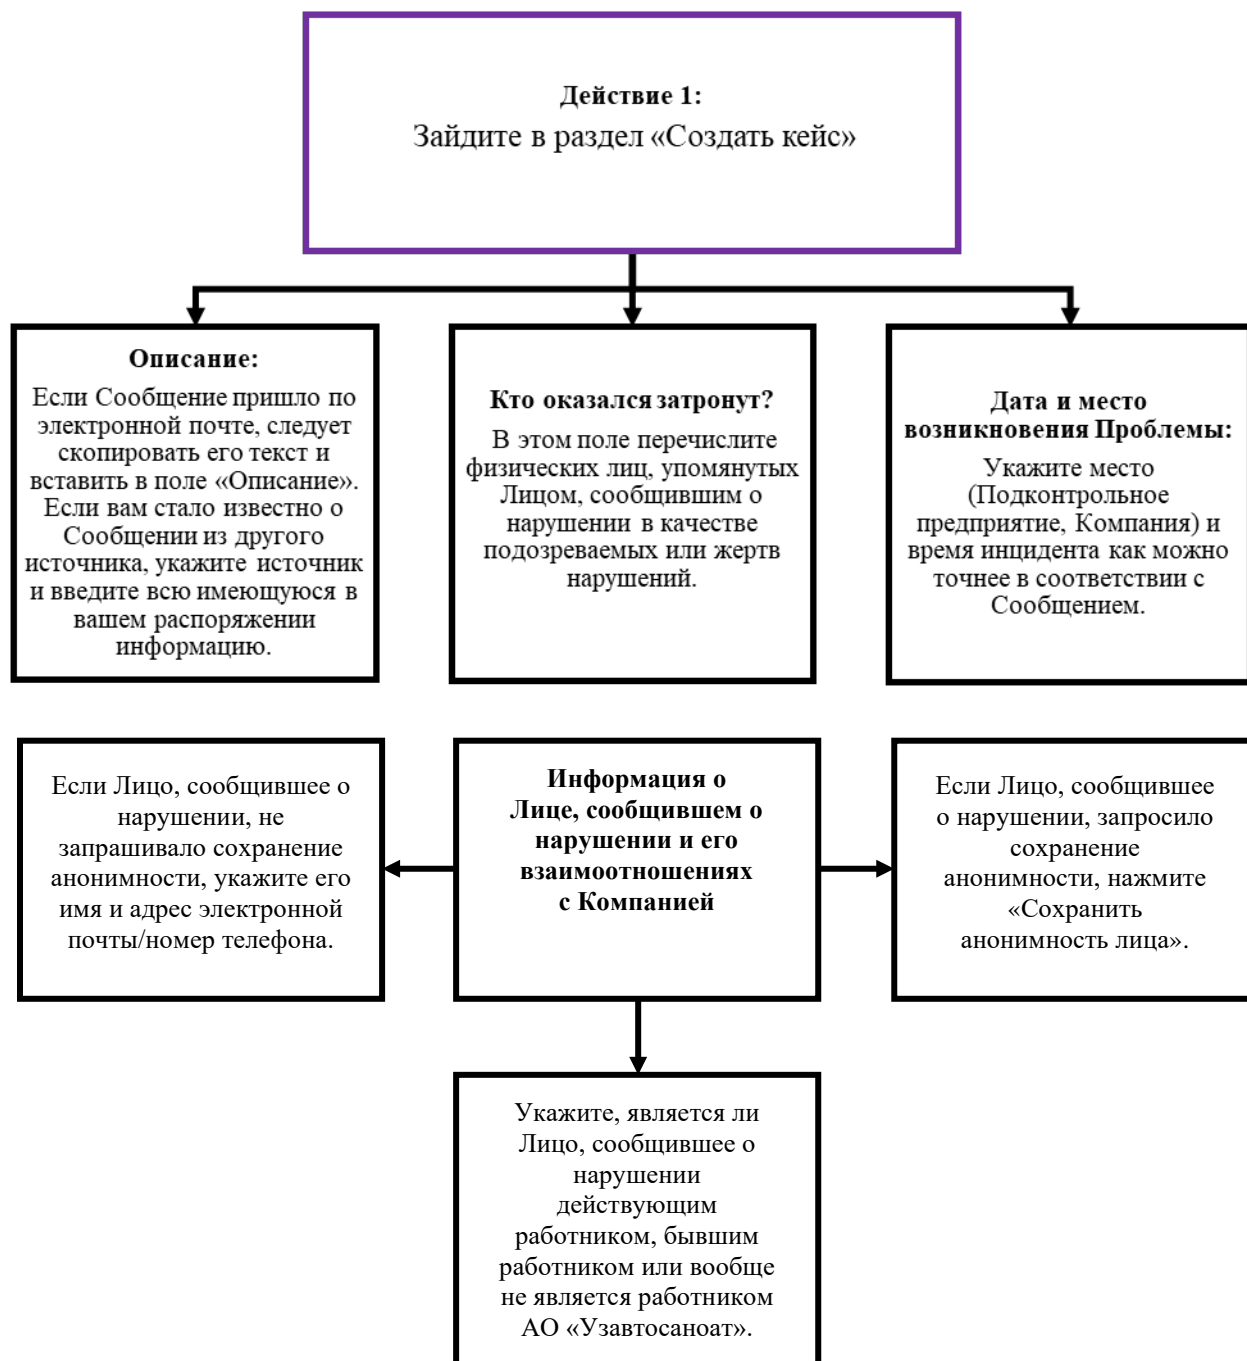 Действие 1:
Зайдите в раздел «Создать кейс»
Описание:
Если Сообщение пришло по
электронной почте, следует
скопировать его текст и
вставить в поле «Описание».
Если вам стало известно о
Сообщении из другого
источника, укажите источник
и введите всю имеющуюся в
вашем распоряжении
информацию.
Кто оказался затронут?
В этом поле перечислите
физических лиц, упомянутых
Лицом, сообщившим о
нарушении в качестве
подозреваемых или жертв
нарушений.
Дата и место
возникновения Проблемы:
Укажите место
(Подконтрольное
предприятие, Компания) и
время инцидента как можно
точнее в соответствии с
Сообщением.
Если Лицо, сообщившее о
нарушении, не
запрашивало сохранение
анонимности, укажите его
имя и адрес электронной
почты/номер телефона.
Информация о
Лице, сообщившем о
нарушении и его
взаимоотношениях
с Компанией
Если Лицо, сообщившее
о нарушении, запросило
сохранение
анонимности, нажмите
«Сохранить
анонимность лица».
Укажите, является ли
Лицо, сообщившее о
нарушении
действующим
работником, бывшим
работником или вообще
не является работником
АО «Узавтосаноат».